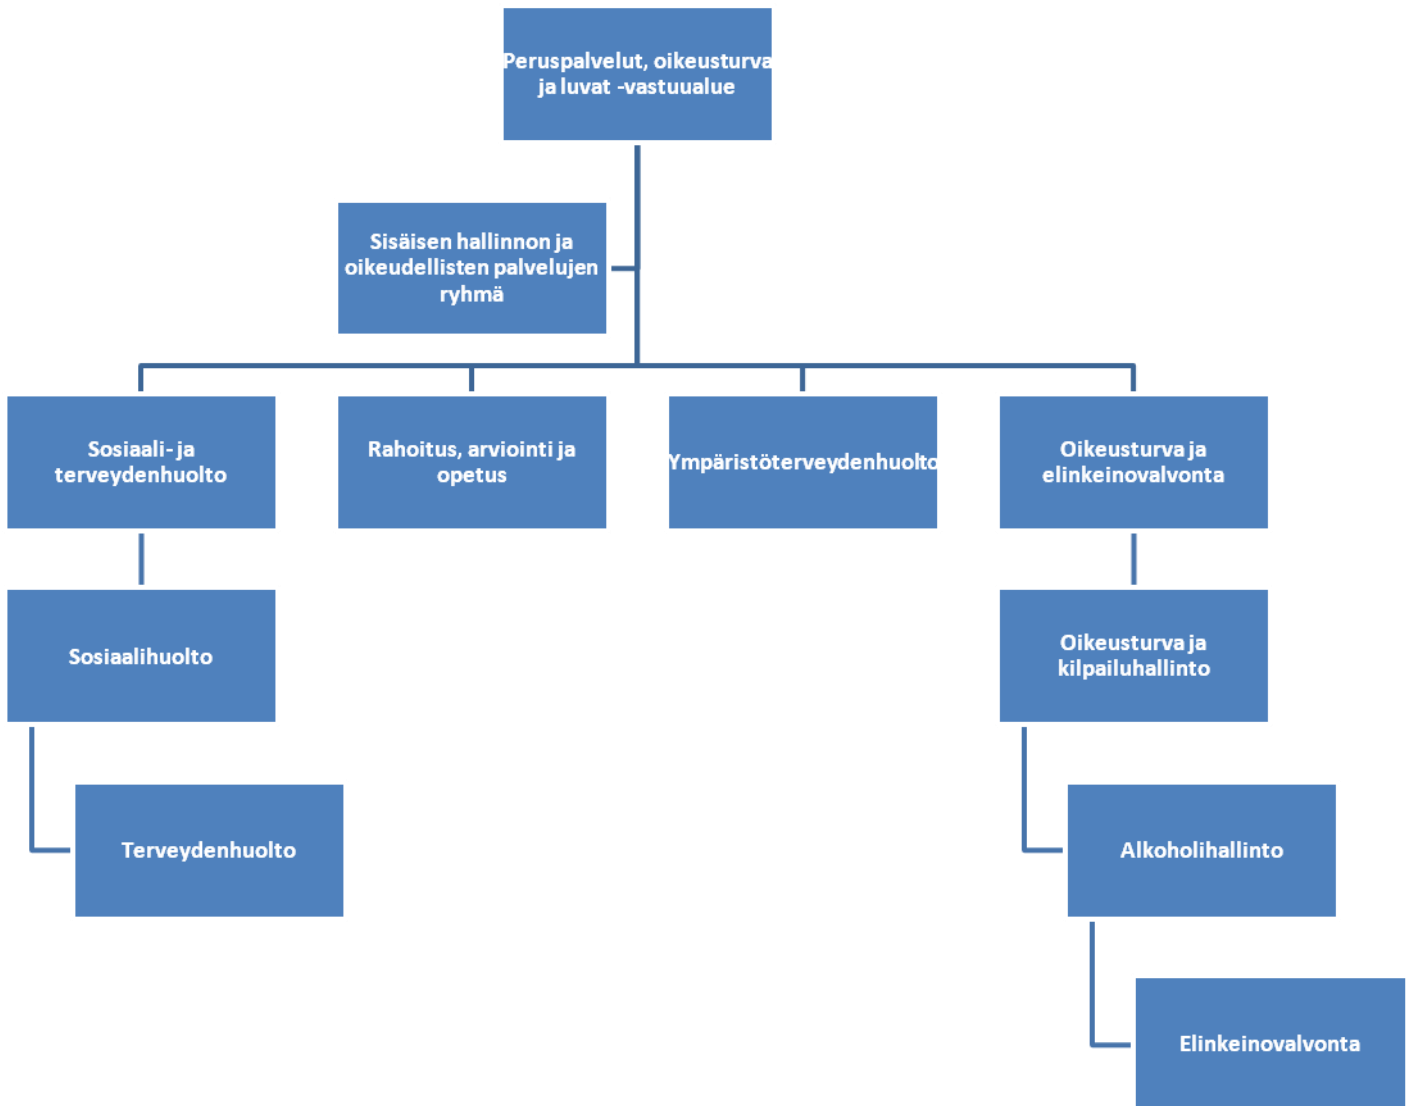 Peruspalvelut, oikeusturva
ja luvat -vastuualue
Sisäisen hallinnon ja
oikeudellisten palvelujen
ryhmä
Sosiaali- ja
terveydenhuolto
Rahoitus, arviointi ja
opetus
Ympäristöterveydenhuolto
Oikeusturva ja
elinkeinovalvonta
Sosiaalihuolto
Oikeusturva ja
kilpailuhallinto
Terveydenhuolto
Alkoholihallinto
Elinkeinovalvonta